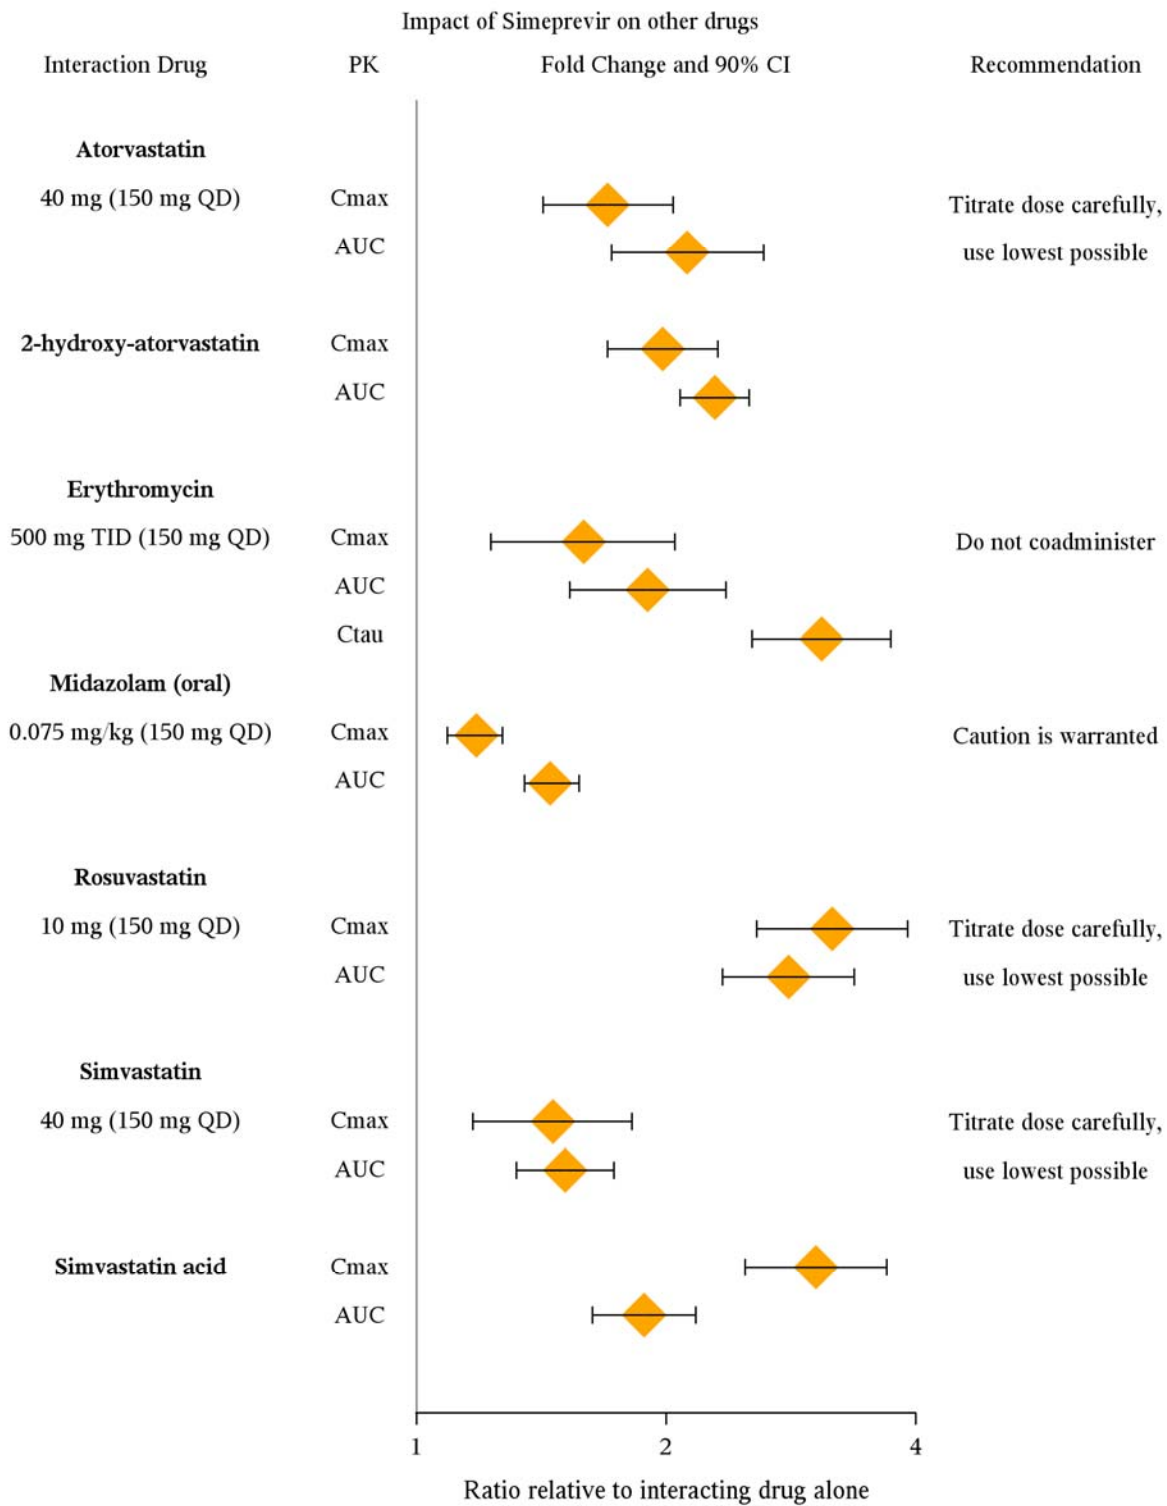 Impact of Simeprevir on other drugs
Interaction Drug PK Fold Change and 90% CI Recommendation
Atorvastatin
40 mg (150 mg QD) Cmax Titrate dose carefully,
AUC use lowest possible
2-hydroxy-atorvastatin Cmax
AUC
Erythromycin
500 mg TID (150 mg QD) Cmax Do not coadminister
AUC
Ctau
Midazolam (oral)
0.075 mg/kg (150 mg QD) Cmax Caution is warranted
AUC
Rosuvastatin
10 mg (150 mg QD) Cmax Titrate dose carefully,
AUC use lowest possible
Simvastatin
40 mg (150 mg QD) Cmax Titrate dose carefully,
AUC use lowest possible
Simvastatin acid Cmax
AUC
1 2 4
Ratio relative to interacting drug alone